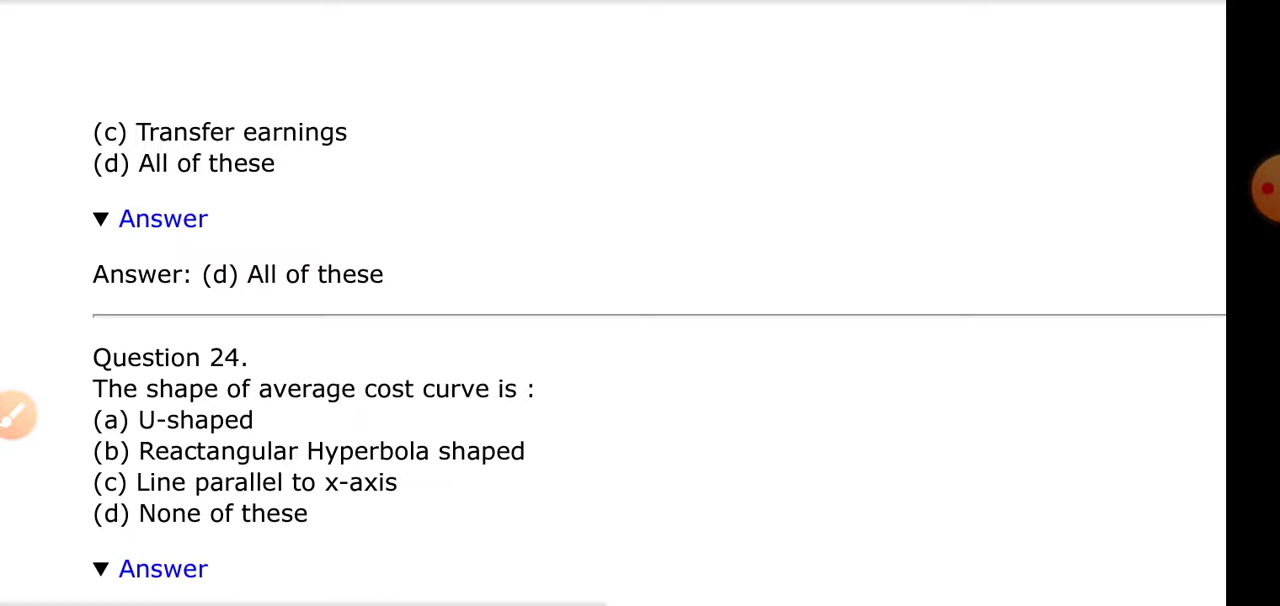 (c) Transfer earnings
(d) All of these
▼ Answer
Answer: (d) All of these
Question 24.
The shape of average cost curve is :
(a) U-shaped
(b) Reactangular Hyperbola shaped
(c) Line parallel to x-axis
(d) None of these
▼ Answer